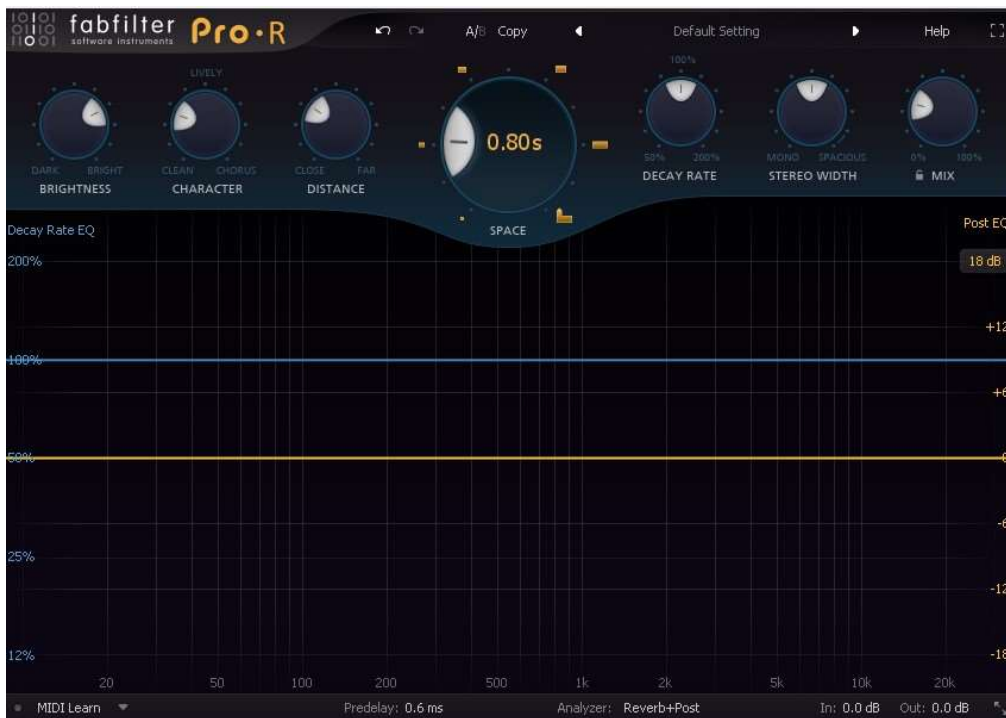 fabfilter Pro·R A/B Copy Default Setting Help
software instruments
LIVELY 100%
0.80s
DARK BRIGHT CLEAN CHORUS CLOSE FAR 50% 200% MONO SPACIOUS 0% 100%
BRIGHTNESS CHARACTER DISTANCE DECAY RATE STEREO WIDTH MIX
SPACE
Decay Rate EQ Post EQ
200% 18 dB
+12
100%
+6
50% 0
-6
25%
-12
12% -18
20 50 100 200 500 1k 2k 5k 10k 20k
MIDI Learn Predelay: 0.6 ms Analyzer: Reverb+Post In: 0.0 dB Out: 0.0 dB